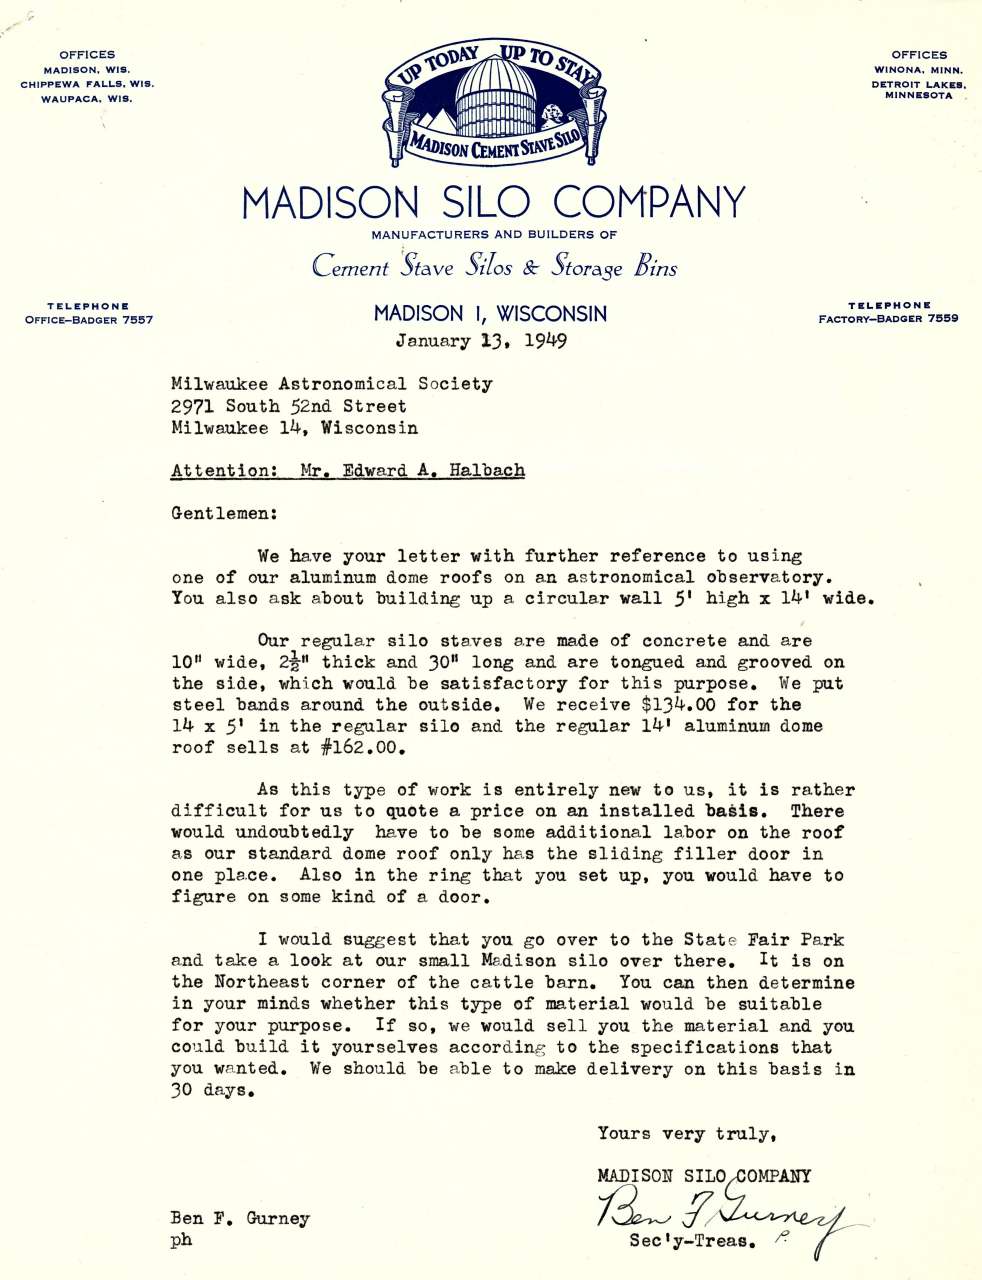 OFFICES
MADISON, WIS.
CHIPPEWA FALLS, WIS.
WAUPACA, WIS.
UP TODAY UP TO STAY
MADISON CEMENT STAVE SILO
OFFICES
WINONA, MINN.
DETROIT LAKES,
MINNESOTA
MADISON SILO COMPANY
MANUFACTURERS AND BUILDERS OF
Cement Stave Silos & Storage Bins
TELEPHONE
OFFICE—BADGER 7557
MADISON 1, WISCONSIN
TELEPHONE
FACTORY—BADGER 7559
January 13, 1949
Milwaukee Astronomical Society
2971 South 52nd Street
Milwaukee 14, Wisconsin
Attention: Mr. Edward A. Halbach
Gentlemen:
We have your letter with further reference to using
one of our aluminum dome roofs on an astronomical observatory.
You also ask about building up a circular wall 5' high x 14' wide.
Our regular silo staves are made of concrete and are
10" wide, 2½" thick and 30" long and are tongued and grooved on
the side, which would be satisfactory for this purpose. We put
steel bands around the outside. We receive $134.00 for the
14 x 5' in the regular silo and the regular 14' aluminum dome
roof sells at #162.00.
As this type of work is entirely new to us, it is rather
difficult for us to quote a price on an installed basis. There
would undoubtedly have to be some additional labor on the roof
as our standard dome roof only has the sliding filler door in
one place. Also in the ring that you set up, you would have to
figure on some kind of a door.
I would suggest that you go over to the State Fair Park
and take a look at our small Madison silo over there. It is on
the Northeast corner of the cattle barn. You can then determine
in your minds whether this type of material would be suitable
for your purpose. If so, we would sell you the material and you
could build it yourselves according to the specifications that
you wanted. We should be able to make delivery on this basis in
30 days.
Yours very truly,
MADISON SILO COMPANY
Ben F Gurney
Ben F. Gurney
ph
Sec'y-Treas. P.